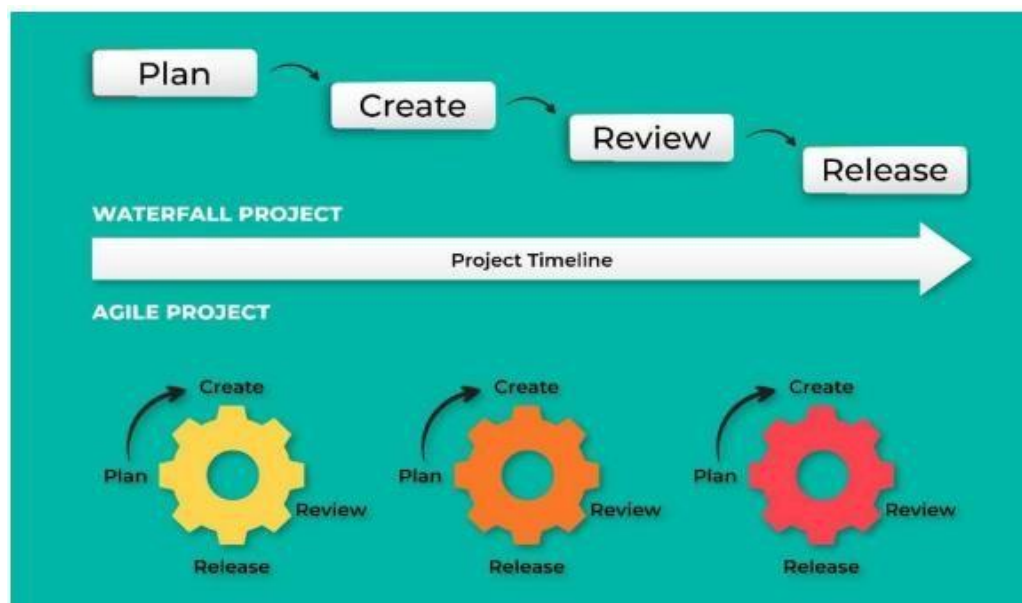 Plan
Create
Review
Release
WATERFALL PROJECT
Project Timeline
AGILE PROJECT
Create
Plan
Review
Release
Create
Plan
Review
Release
Create
Plan
Review
Release